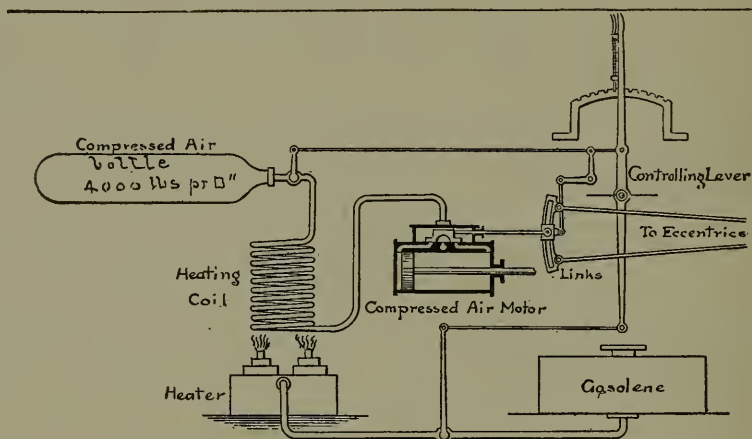 Compressed Air
bottle
4000 lbs pr □"
Controlling Lever
To Eccentrics
Links
Heating
Coil
Compressed Air Motor
Heater
Gasolene